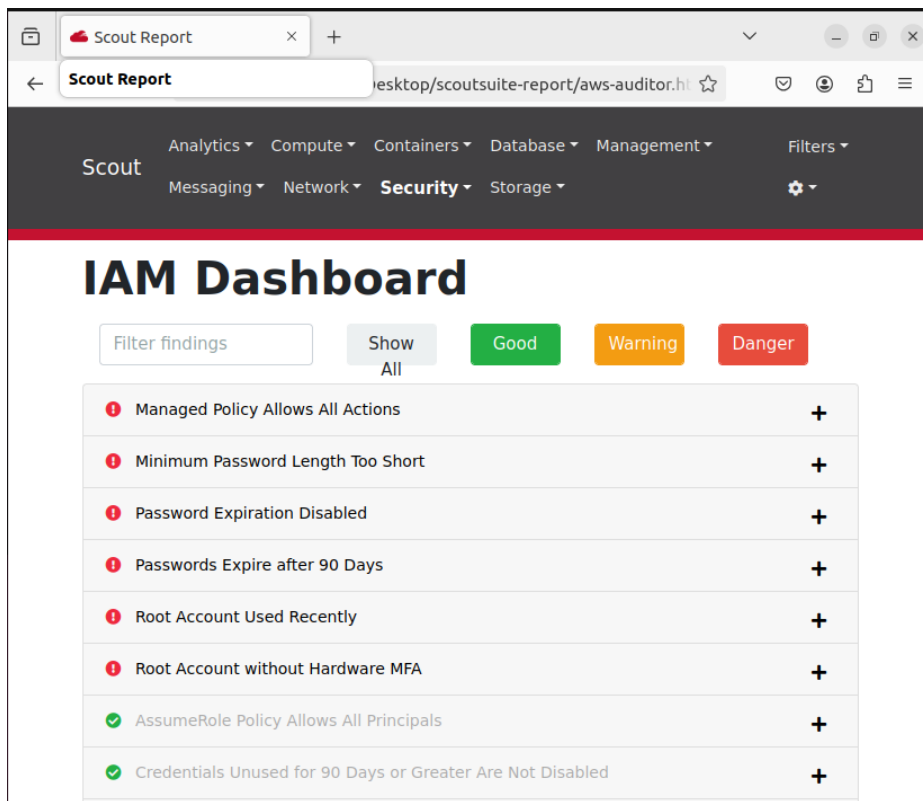 Scout Report
Scout Report
esktop/scoutsuite-report/aws-auditor.ht
Scout
Analytics Compute Containers Database Management
Messaging Network Security Storage
Filters
IAM Dashboard
Filter findings
Show All
Good
Warning
Danger
Managed Policy Allows All Actions
Minimum Password Length Too Short
Password Expiration Disabled
Passwords Expire after 90 Days
Root Account Used Recently
Root Account without Hardware MFA
AssumeRole Policy Allows All Principals
Credentials Unused for 90 Days or Greater Are Not Disabled